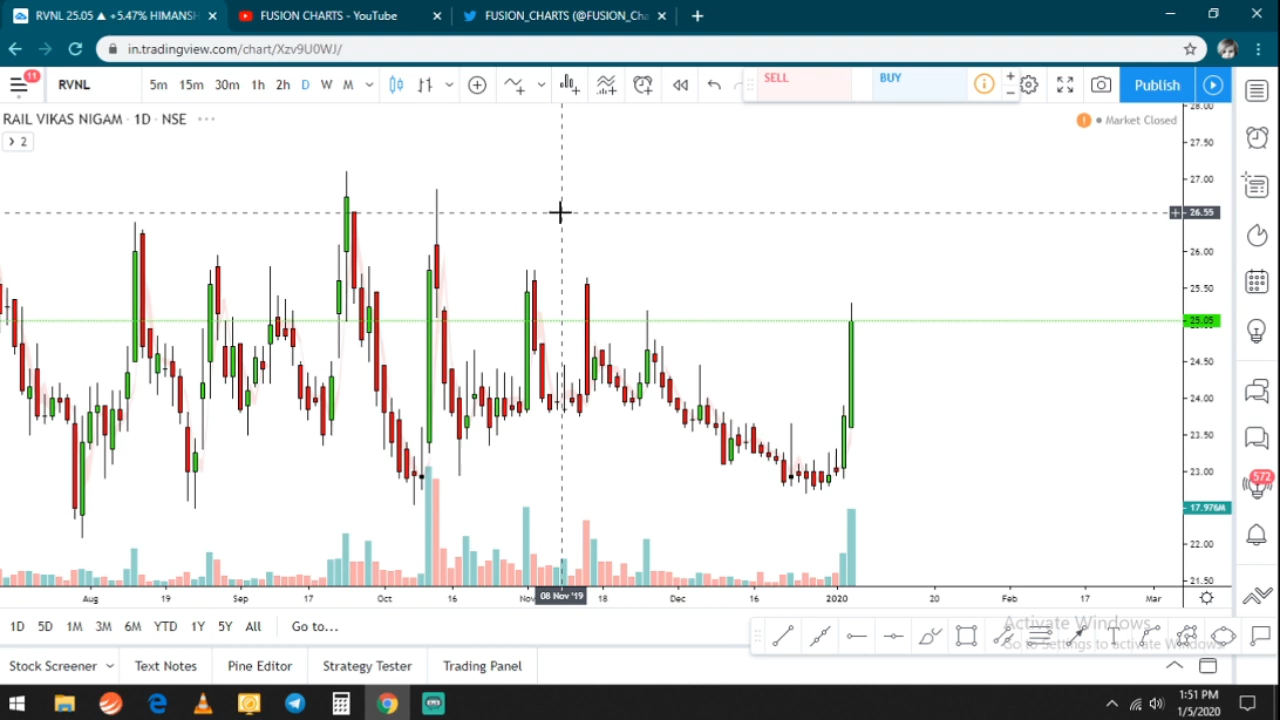 RVNL 25.05 ▲ +5.47% HIMANSH
FUSION CHARTS - YouTube
FUSION_CHARTS (@FUSION_Cha
in.tradingview.com/chart/Xzv9U0WJ/
11
RVNL
5m 15m 30m 1h 2h D W M
SELL
BUY
Publish
RAIL VIKAS NIGAM · 1D · NSE
Market Closed
2
28.00
27.50
27.00
26.55
26.00
25.50
25.05
24.50
24.00
23.50
23.00
17.976M
22.00
21.50
572
Aug 19 Sep 17 Oct 16 Nov 08 Nov '19 18 Dec 16 2020 20 Feb 17 Mar
1D 5D 1M 3M 6M YTD 1Y 5Y All Go to...
Activate Windows
Go to Settings to activate Windows.
Stock Screener Text Notes Pine Editor Strategy Tester Trading Panel
1:51 PM
1/5/2020